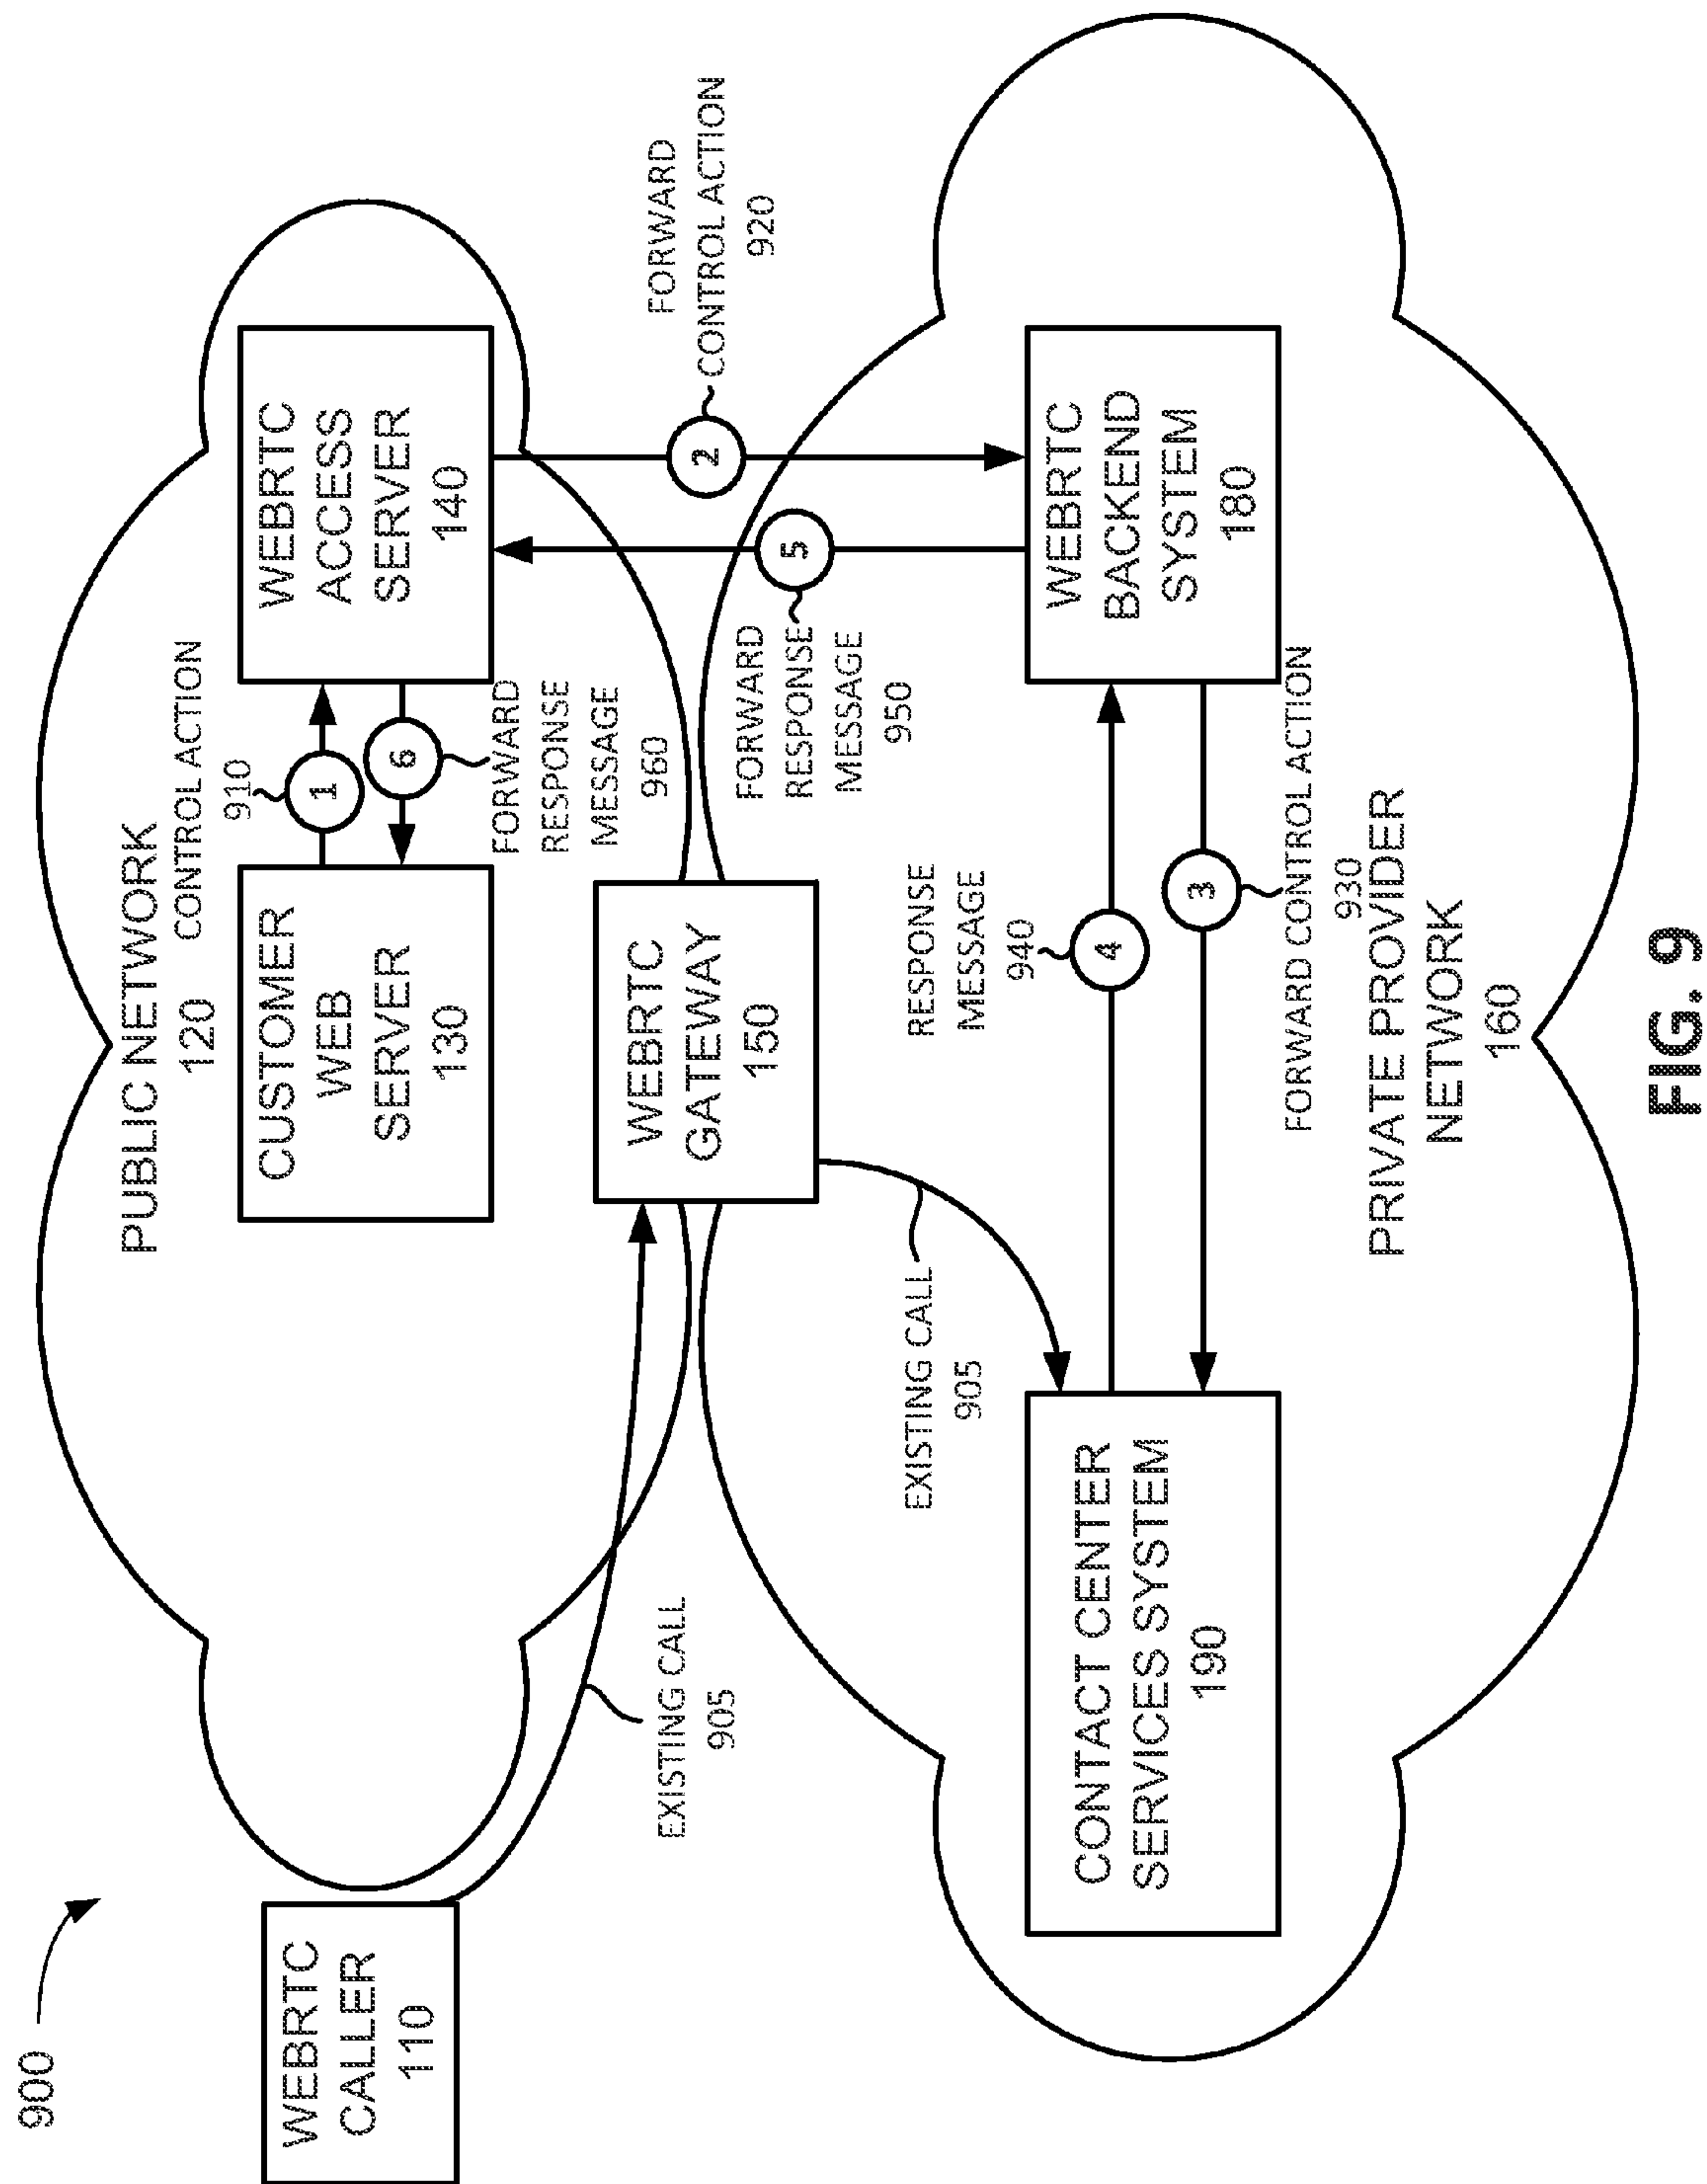 900
WEBRTC
CALLER
110
EXISTING CALL
905
PUBLIC NETWORK
120
CUSTOMER
WEB
SERVER
130
CONTROL ACTION
910
1
6
FORWARD
RESPONSE
MESSAGE
960
WEBRTC
ACCESS
SERVER
140
WEBRTC
GATEWAY
150
FORWARD
CONTROL ACTION
920
2
5
FORWARD
RESPONSE
MESSAGE
950
EXISTING CALL
905
RESPONSE
MESSAGE
940
4
3
FORWARD CONTROL ACTION
930
CONTACT CENTER
SERVICES SYSTEM
190
WEBRTC
BACKEND
SYSTEM
180
PRIVATE PROVIDER
NETWORK
160
FIG. 9